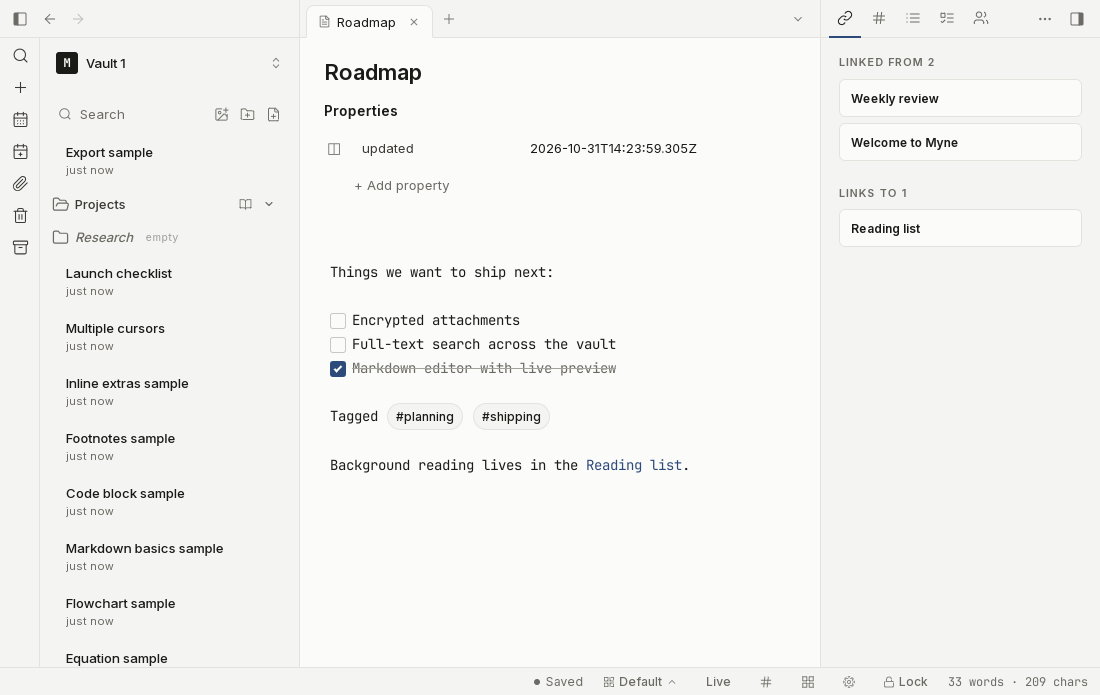 Roadmap
M Vault 1
Search
Export sample
just now
Projects
Research empty
Launch checklist
just now
Multiple cursors
just now
Inline extras sample
just now
Footnotes sample
just now
Code block sample
just now
Markdown basics sample
just now
Flowchart sample
just now
Equation sample
Roadmap
Properties
updated 2026-10-31T14:23:59.305Z
+ Add property
Things we want to ship next:
Encrypted attachments
Full-text search across the vault
Markdown editor with live preview
Tagged #planning #shipping
Background reading lives in the Reading list.
LINKED FROM 2
Weekly review
Welcome to Myne
LINKS TO 1
Reading list
Saved Default Live Lock 33 words · 209 chars